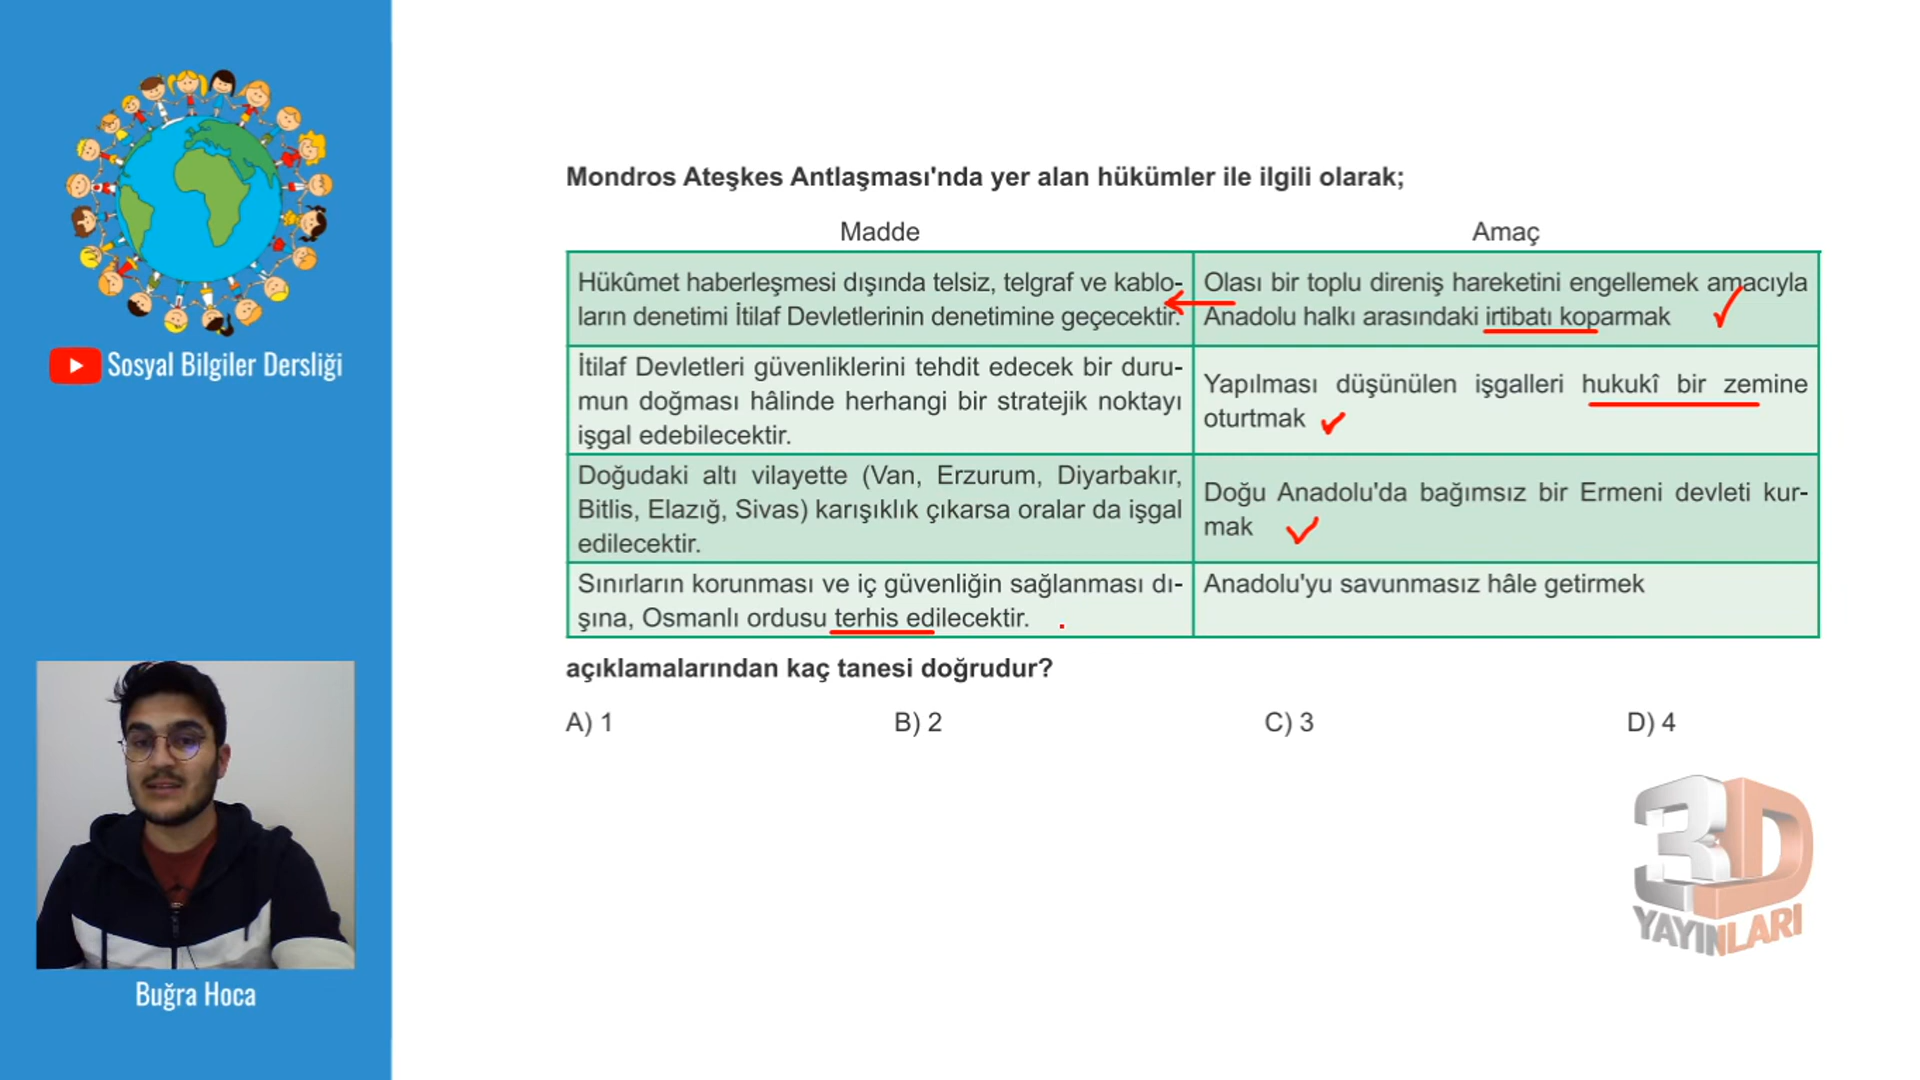 Sosyal Bilgiler Dersliği
Buğra Hoca
Mondros Ateşkes Antlaşması'nda yer alan hükümler ile ilgili olarak;
Madde
Amaç
Hükûmet haberleşmesi dışında telsiz, telgraf ve kablo-
ların denetimi İtilaf Devletlerinin denetimine geçecektir.
Olası bir toplu direniş hareketini engellemek amacıyla
Anadolu halkı arasındaki irtibatı koparmak
İtilaf Devletleri güvenliklerini tehdit edecek bir duru-
mun doğması hâlinde herhangi bir stratejik noktayı
işgal edebilecektir.
Yapılması düşünülen işgalleri hukukî bir zemine
oturtmak
Doğudaki altı vilayette (Van, Erzurum, Diyarbakır,
Bitlis, Elazığ, Sivas) karışıklık çıkarsa oralar da işgal
edilecektir.
Doğu Anadolu'da bağımsız bir Ermeni devleti kur-
mak
Sınırların korunması ve iç güvenliğin sağlanması dı-
şına, Osmanlı ordusu terhis edilecektir.
Anadolu'yu savunmasız hâle getirmek
açıklamalarından kaç tanesi doğrudur?
A) 1
B) 2
C) 3
D) 4
3D
YAYINLARI